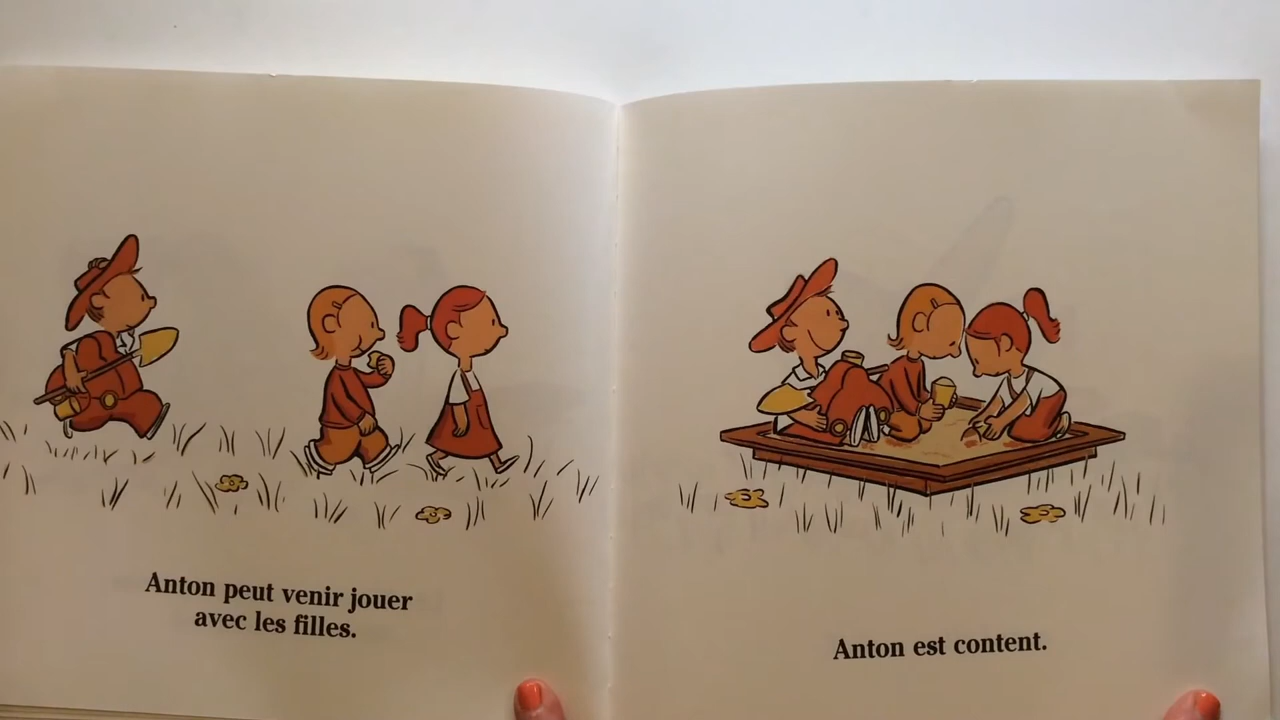 Anton peut venir jouer
avec les filles.
Anton est content.